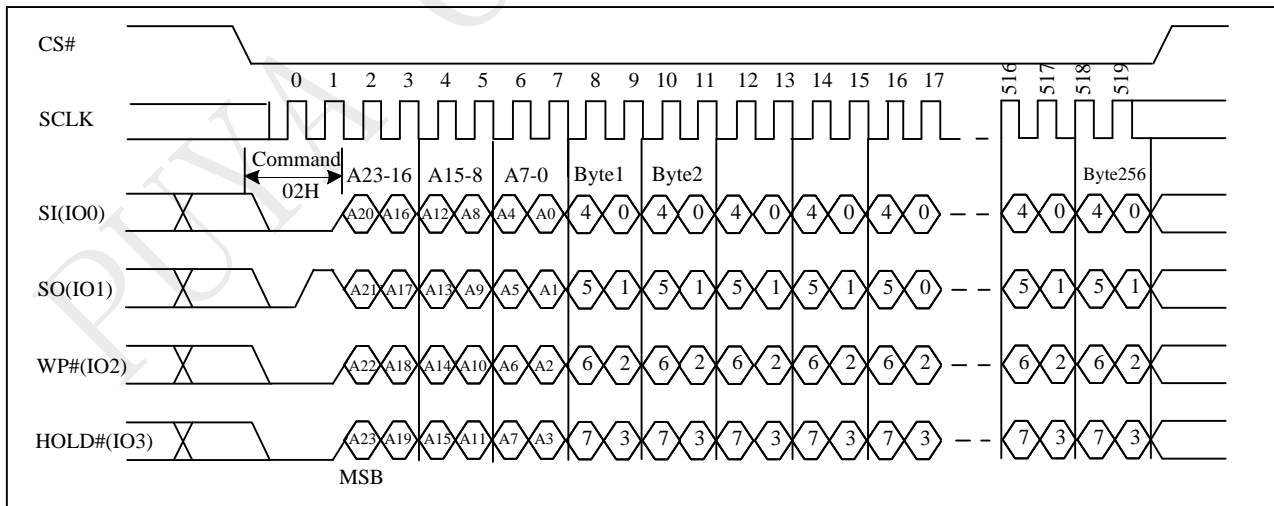 CS#
0 1 2 3 4 5 6 7 8 9 10 11 12 13 14 15 16 17 516 517 518 519
SCLK
Command
02H
A23-16 A15-8 A7-0 Byte1 Byte2 Byte256
SI(IO0) A20 A16 A12 A8 A4 A0 4 0 4 0 4 0 4 0 4 0 4 0 4 0
SO(IO1) A21 A17 A13 A9 A5 A1 5 1 5 1 5 1 5 1 5 0 5 1 5 1
WP#(IO2) A22 A18 A14 A10 A6 A2 6 2 6 2 6 2 6 2 6 2 6 2 6 2
HOLD#(IO3) A23 A19 A15 A11 A7 A3 7 3 7 3 7 3 7 3 7 3 7 3 7 3
MSB
PUYA